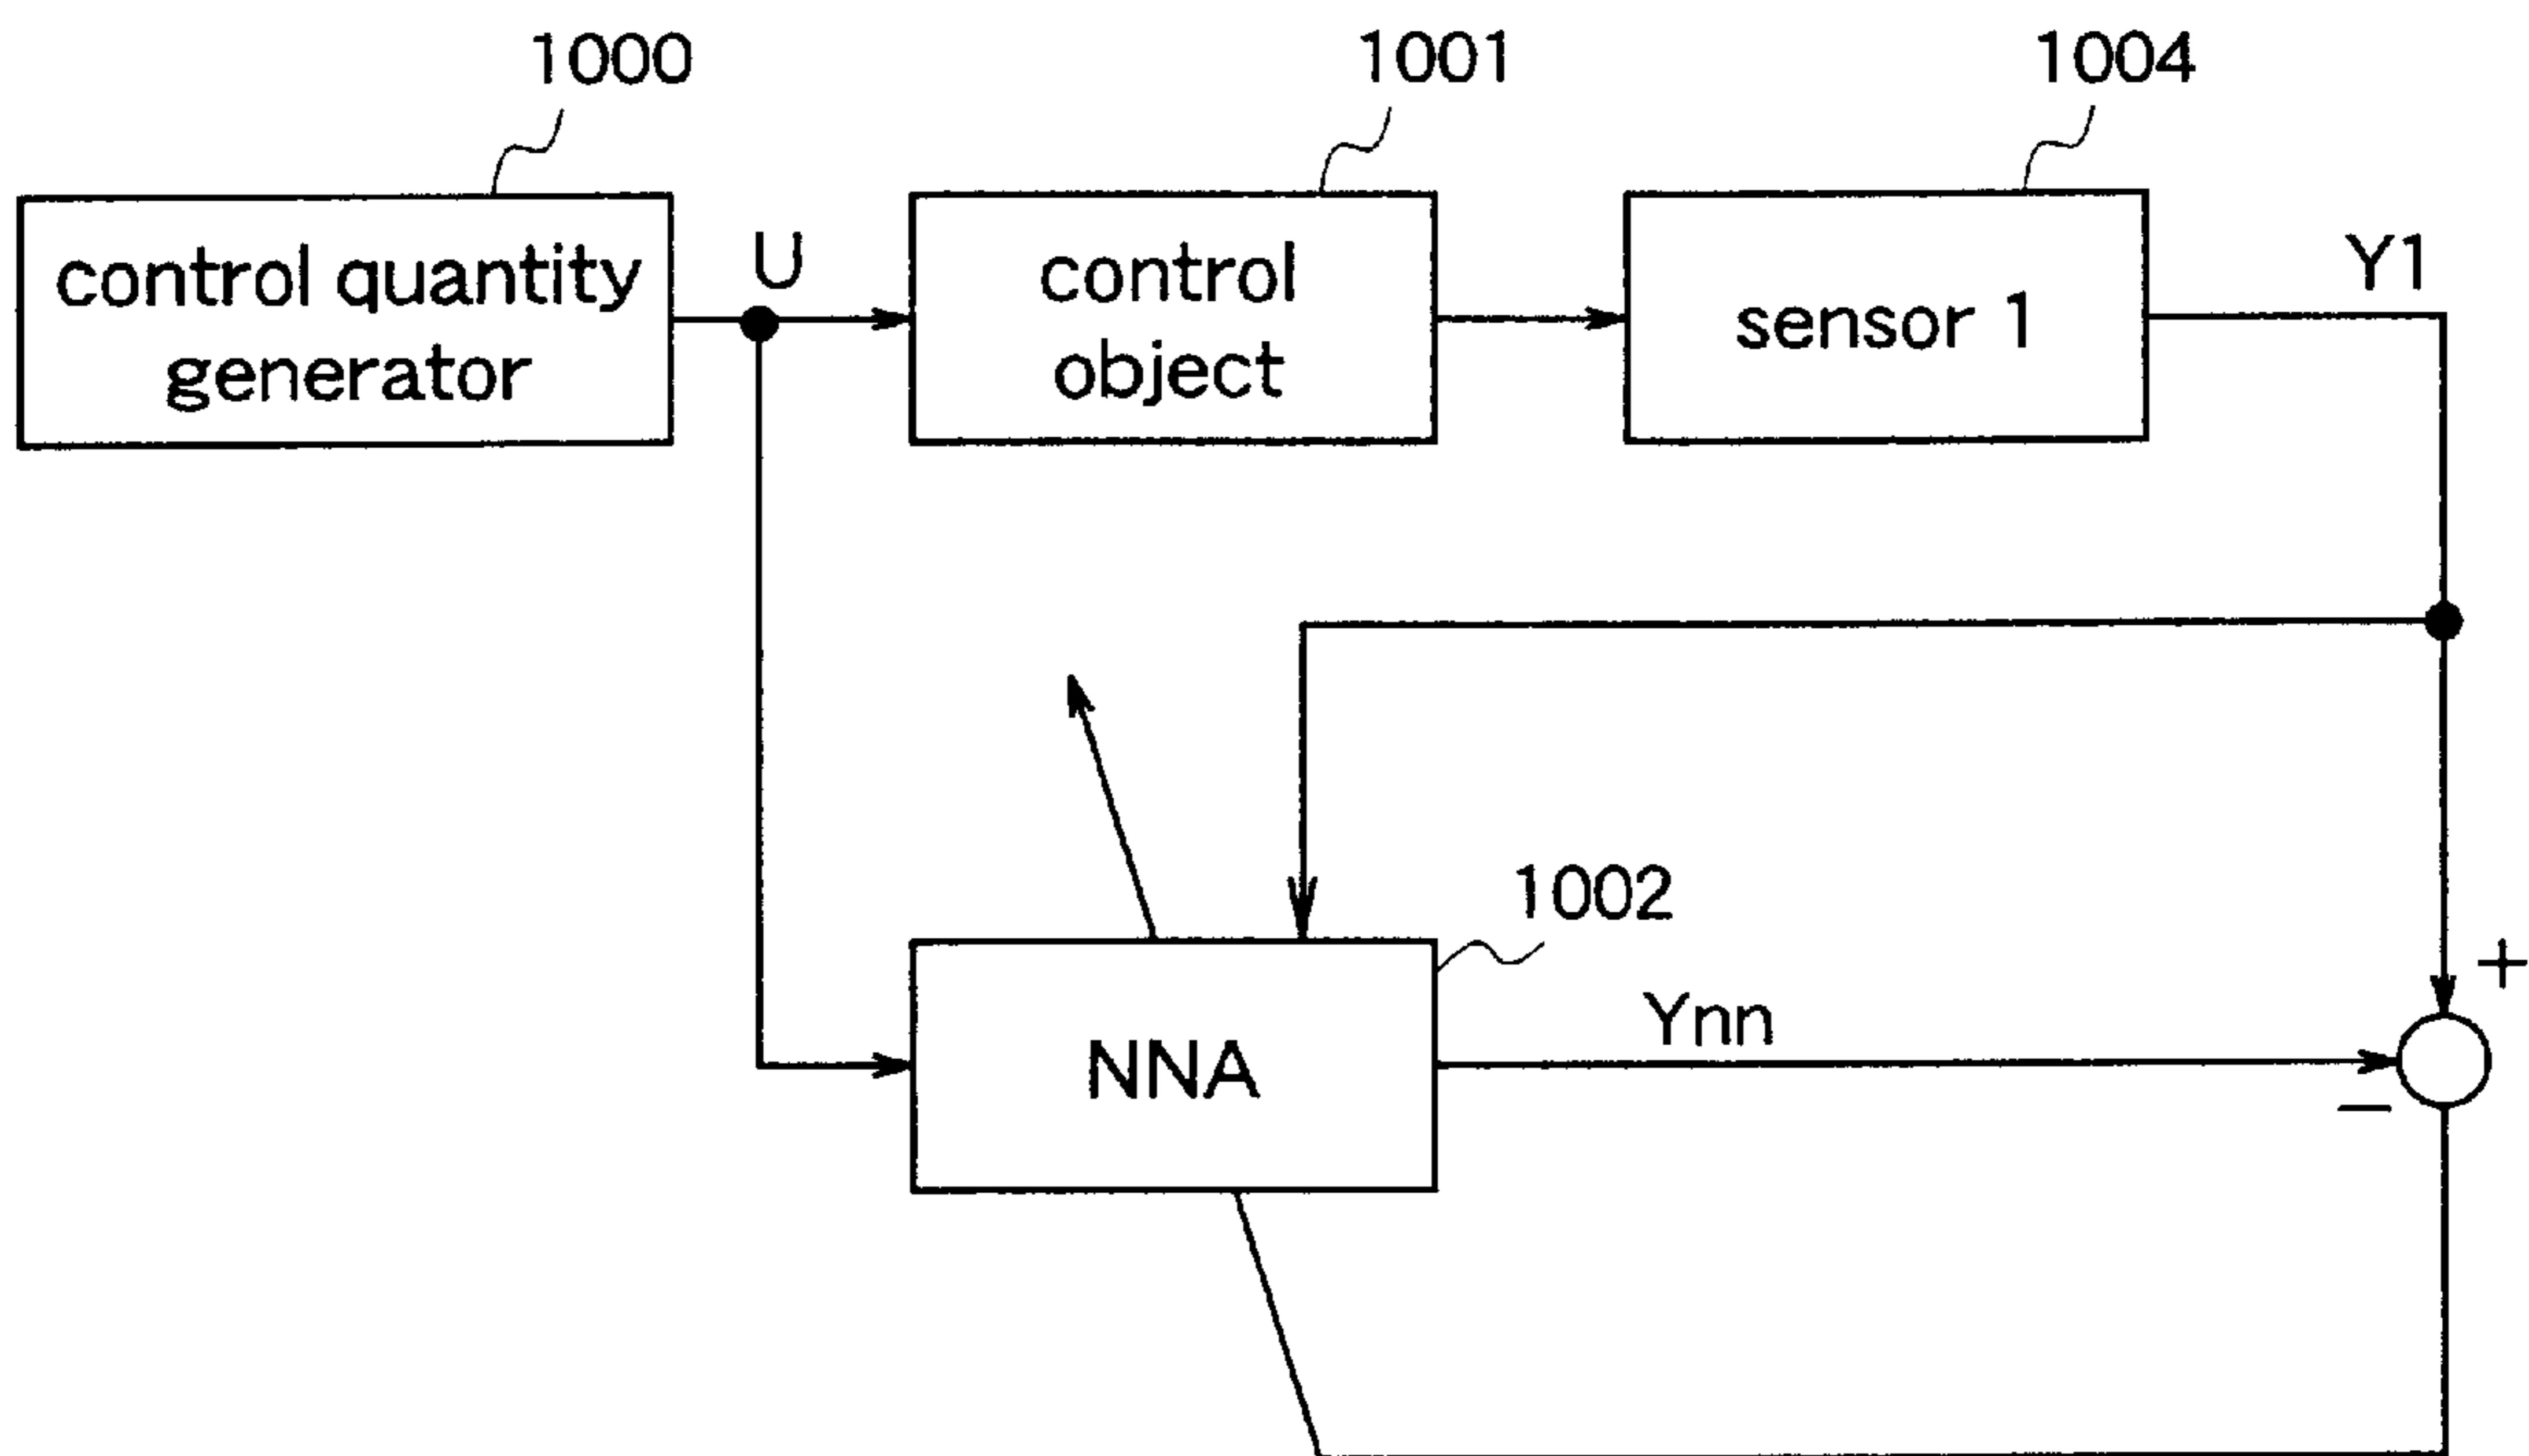 1000
1001
1004
control quantity
generator
U
control
object
sensor 1
Y1
1002
NNA
Ynn
+
−